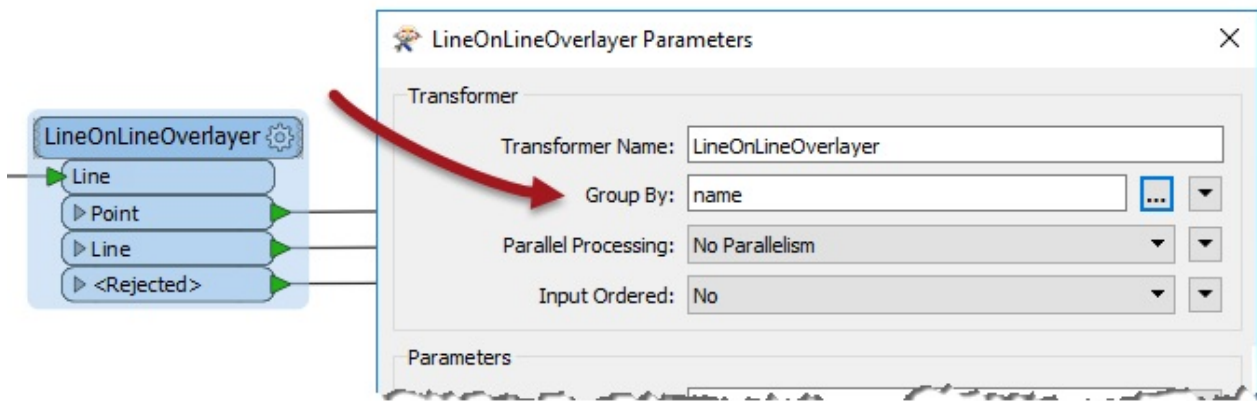 LineOnLineOverlayer
Line
Point
Line
<Rejected>
LineOnLineOverlayer Parameters
Transformer
Transformer Name: LineOnLineOverlayer
Group By: name
...
Parallel Processing: No Parallelism
Input Ordered: No
Parameters